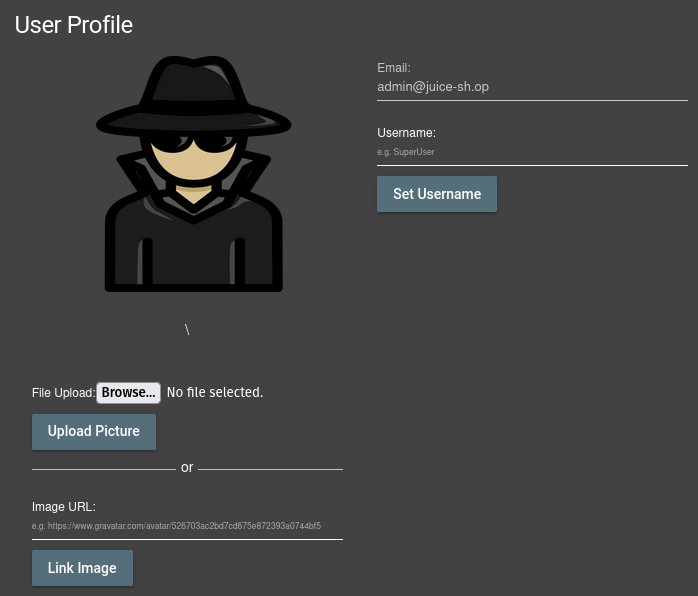 User Profile
Email:
admin@juice-sh.op
Username:
e.g. SuperUser
Set Username
\
File Upload: Browse... No file selected.
Upload Picture
or
Image URL:
e.g. https://www.gravatar.com/avatar/526703ac2bd7cd675e872393a0744bf5
Link Image